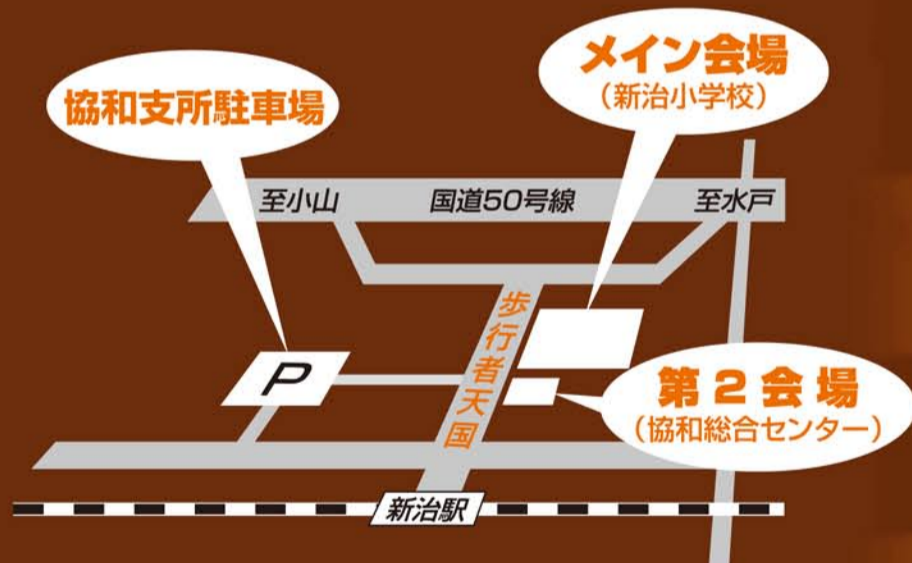 メイン会場
(新治小学校)
協和支所駐車場
至小山
国道50号線
至水戸
歩行者天国
P
第2会場
(協和総合センター)
新治駅